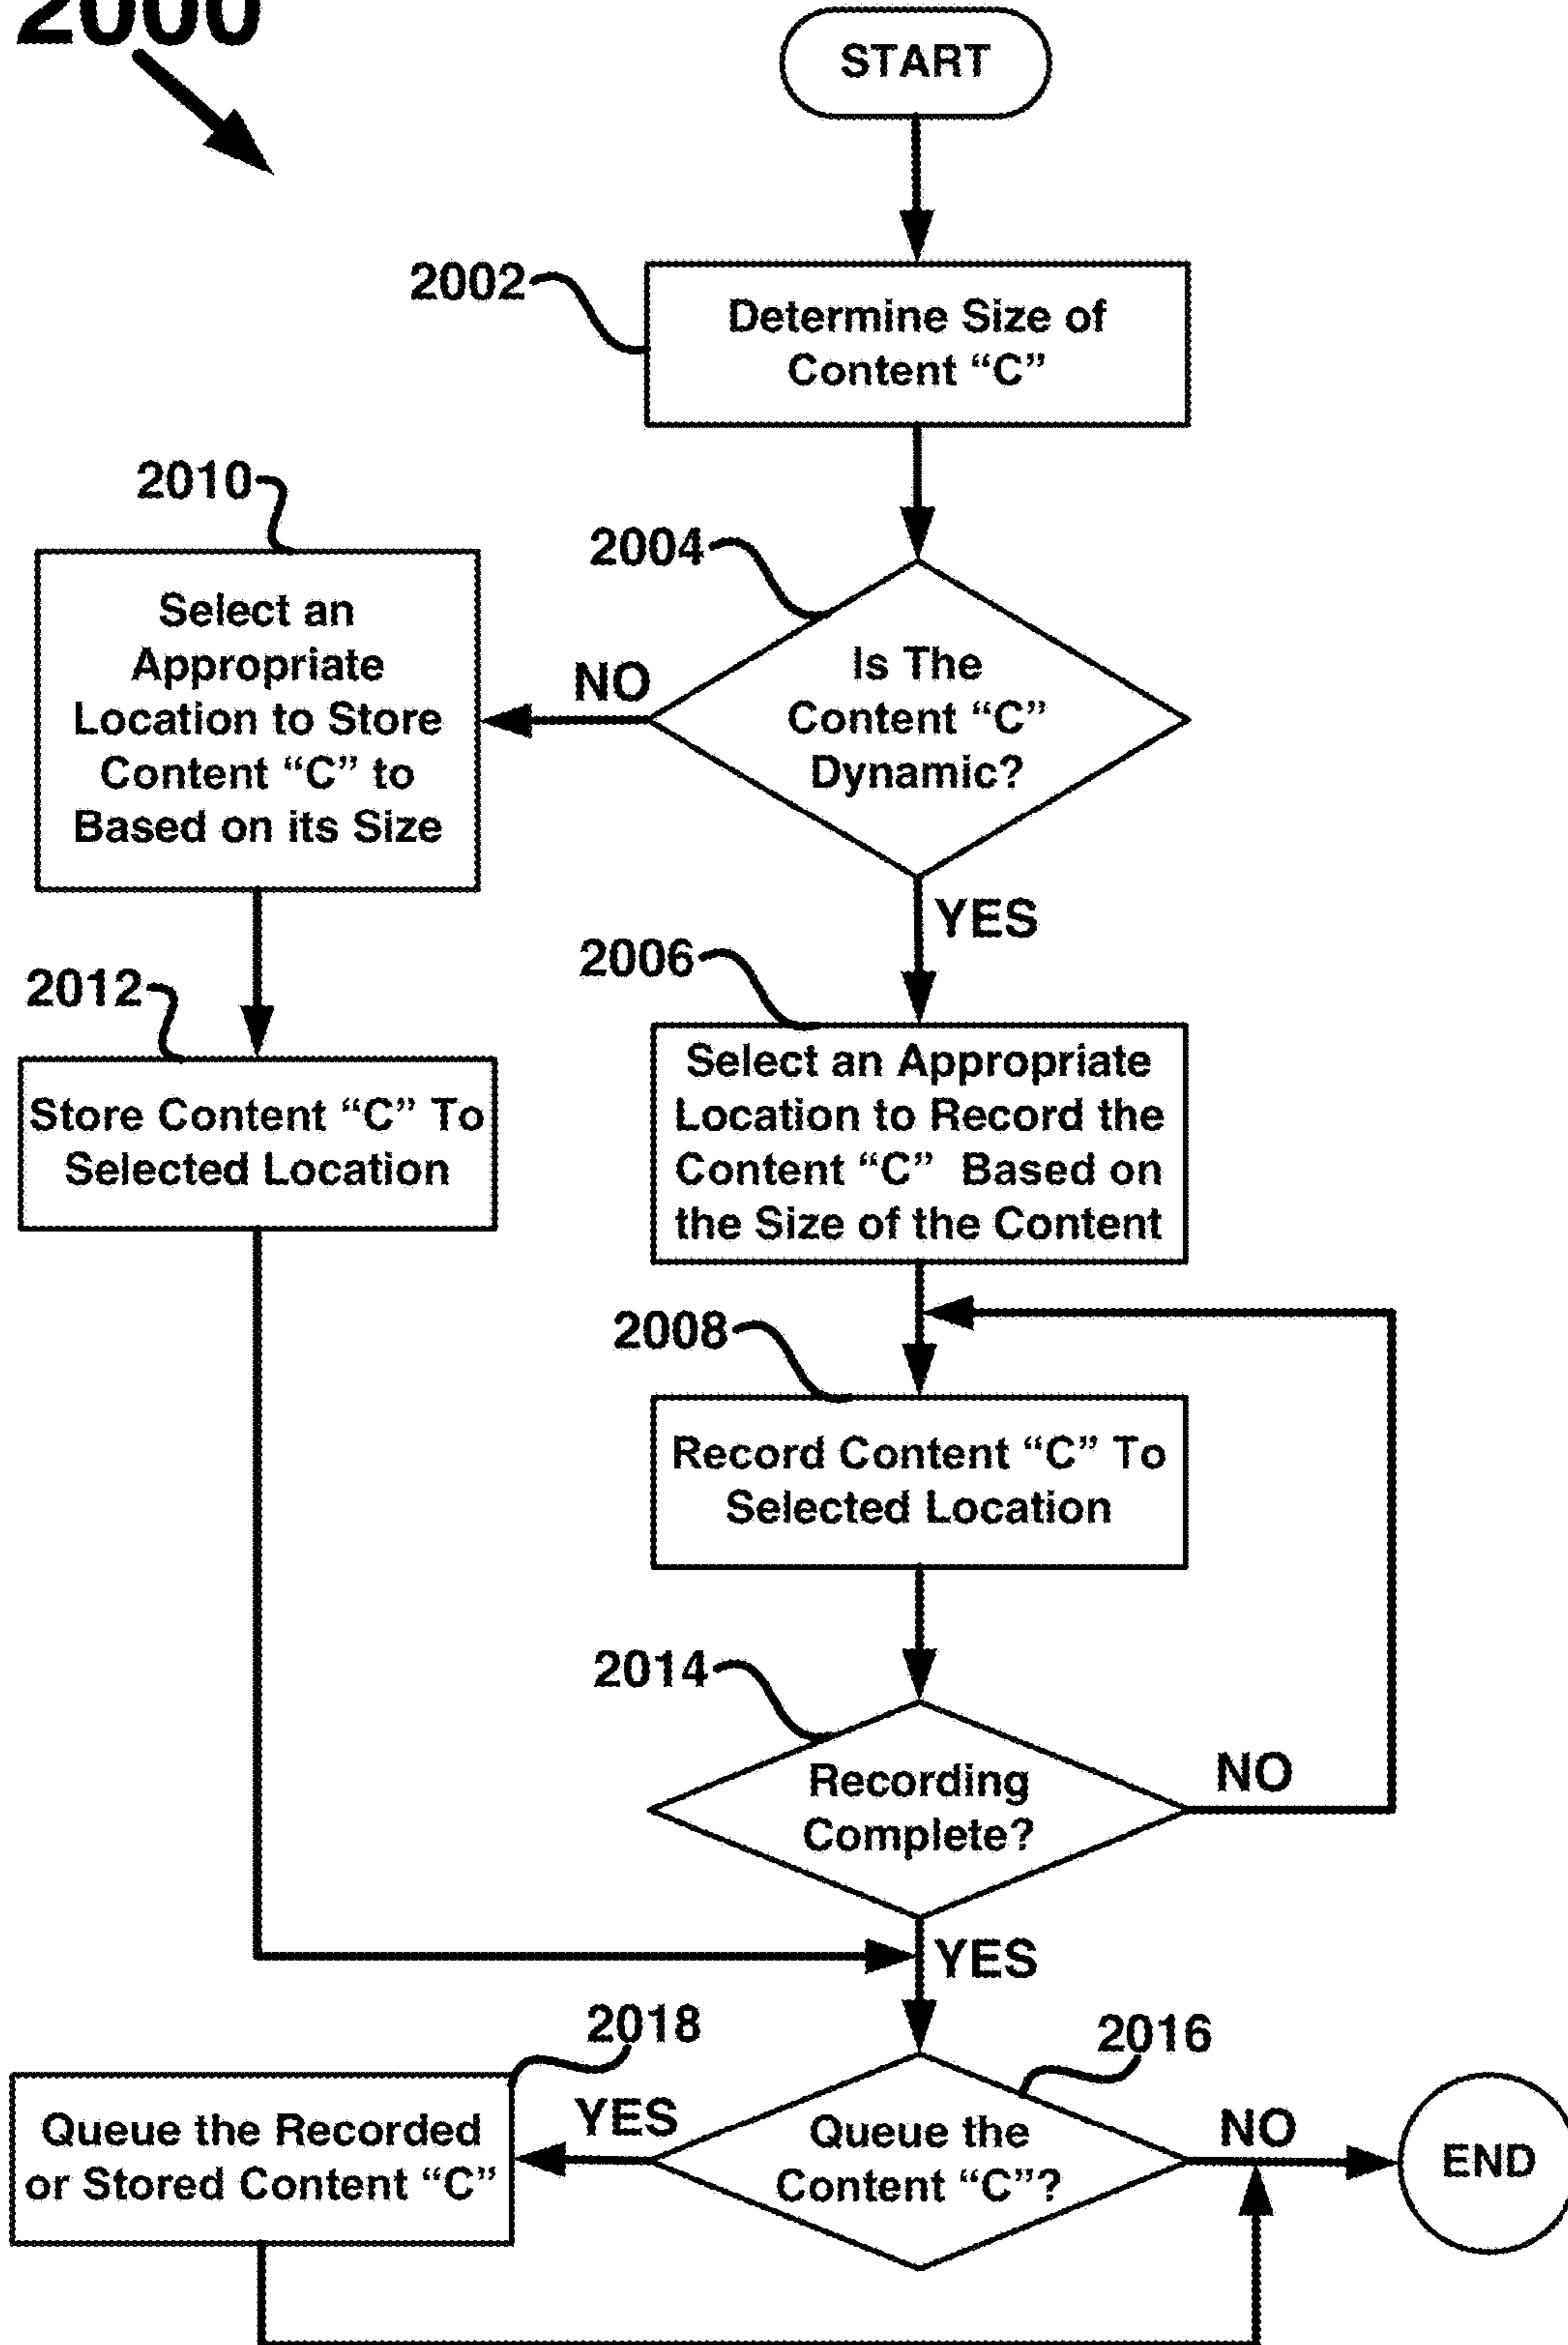 2000
START
2002
Determine Size of
Content “C”
2010
2004
Select an
Appropriate
Location to Store
Content “C” to
Based on its Size
NO
Is The
Content “C”
Dynamic?
YES
2006
2012
Store Content “C” To
Selected Location
Select an Appropriate
Location to Record the
Content “C” Based on
the Size of the Content
2008
Record Content “C” To
Selected Location
2014
Recording
Complete?
NO
YES
2018
2016
Queue the Recorded
or Stored Content “C”
YES
Queue the
Content “C”?
NO
END